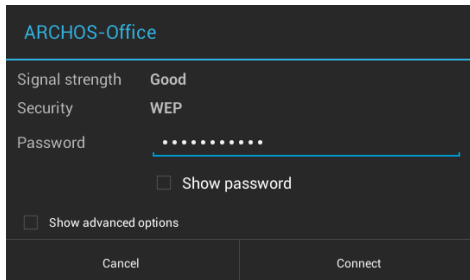 ARCHOS-Office
Signal strength Good
Security WEP
Password •••••••••••
Show password
Show advanced options
Cancel Connect